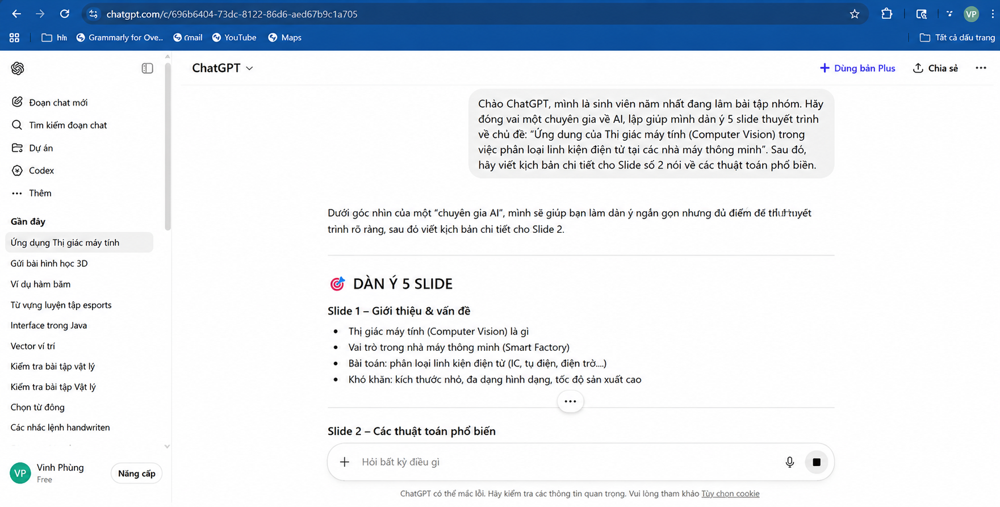 chatgpt.com/c/696b6404-73dc-8122-86d6-aed67b9c1a705
VP
hin
Grammarly for Ove..
YouTube
Maps
Tất cả dấu trang
ChatGPT
Dùng bản Plus
Chia sẻ
Đoạn chat mới
Tìm kiếm đoạn chat
Dự án
Codex
Thêm
Gần đây
Ứng dụng Thị giác máy tính
Gửi bài hình học 3D
Ví dụ hàm băm
Từ vựng luyện tập esports
Interface trong Java
Vector ví trí
Kiểm tra bài tập vật lý
Kiểm tra bài tập Vật lý
Chọn từ đông
Các nhắc lệnh handwriten
VP
Vinh Phùng
Free
Nâng cấp
Chào ChatGPT, mình là sinh viên năm nhất đang lâm bài tập nhóm. Hãy
đóng vai một chuyên gia về AI, lập giúp mình dàn ý 5 slide thuyết trình
về chủ đề: “Ứng dung của Thị giác máy tính (Computer Vision) trong
việc phân loại linh kiện điện tử tại các nhà máy thông minh”. Sau đó,
hãy viết kịch bản chi tiết cho Slide số 2 nói về các thuật toán phổ biền.
Dưới góc nhìn của một “chuyên gia AI”, mình sẽ giúp bạn làm dàn ý ngắn gọn nhưng đủ điểm để
trình rõ ràng, sau đó viết kịch bản chi tiết cho Slide 2.
DÀN Ý 5 SLIDE
Slide 1 – Giới thiệu & vấn đề
• Thị giác máy tính (Computer Vision) là gì
• Vai trò trong nhà máy thông minh (Smart Factory)
• Bài toán: phân loại linh kiện điện từ (IC, tụ điện, điện trờ....)
• Khó khăn: kích thước nhỏ, đa dạng hình dạng, tốc độ sản xuất cao
Slide 2 – Các thuật toán phổ biến
Hỏi bất kỳ điều gì
ChatGPT có thể mắc lỗi. Hãy kiểm tra các thông tin quan trọng. Vui lòng tham khảo Tùy chọn cookie